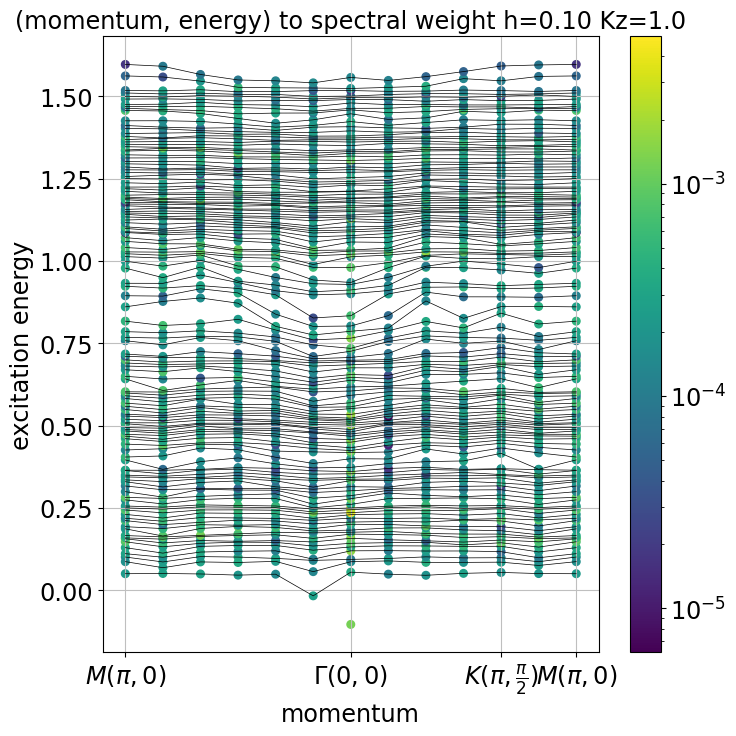 (momentum, energy) to spectral weight h=0.10 Kz=1.0
excitation energy
1.50
1.25
1.00
0.75
0.50
0.25
0.00
M(π, 0)
Γ(0, 0)
K(π, π/2)
M(π, 0)
momentum
10⁻³
10⁻⁴
10⁻⁵